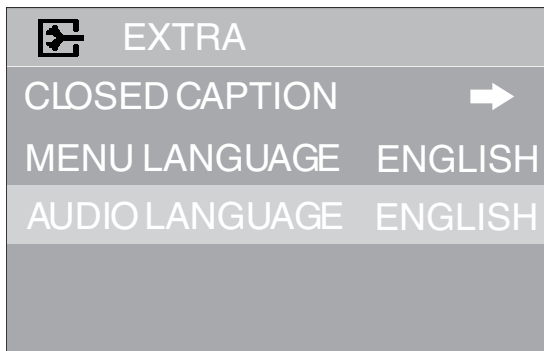 EXTRA
CLOSED CAPTION
MENU LANGUAGE ENGLISH
AUDIO LANGUAGE ENGLISH